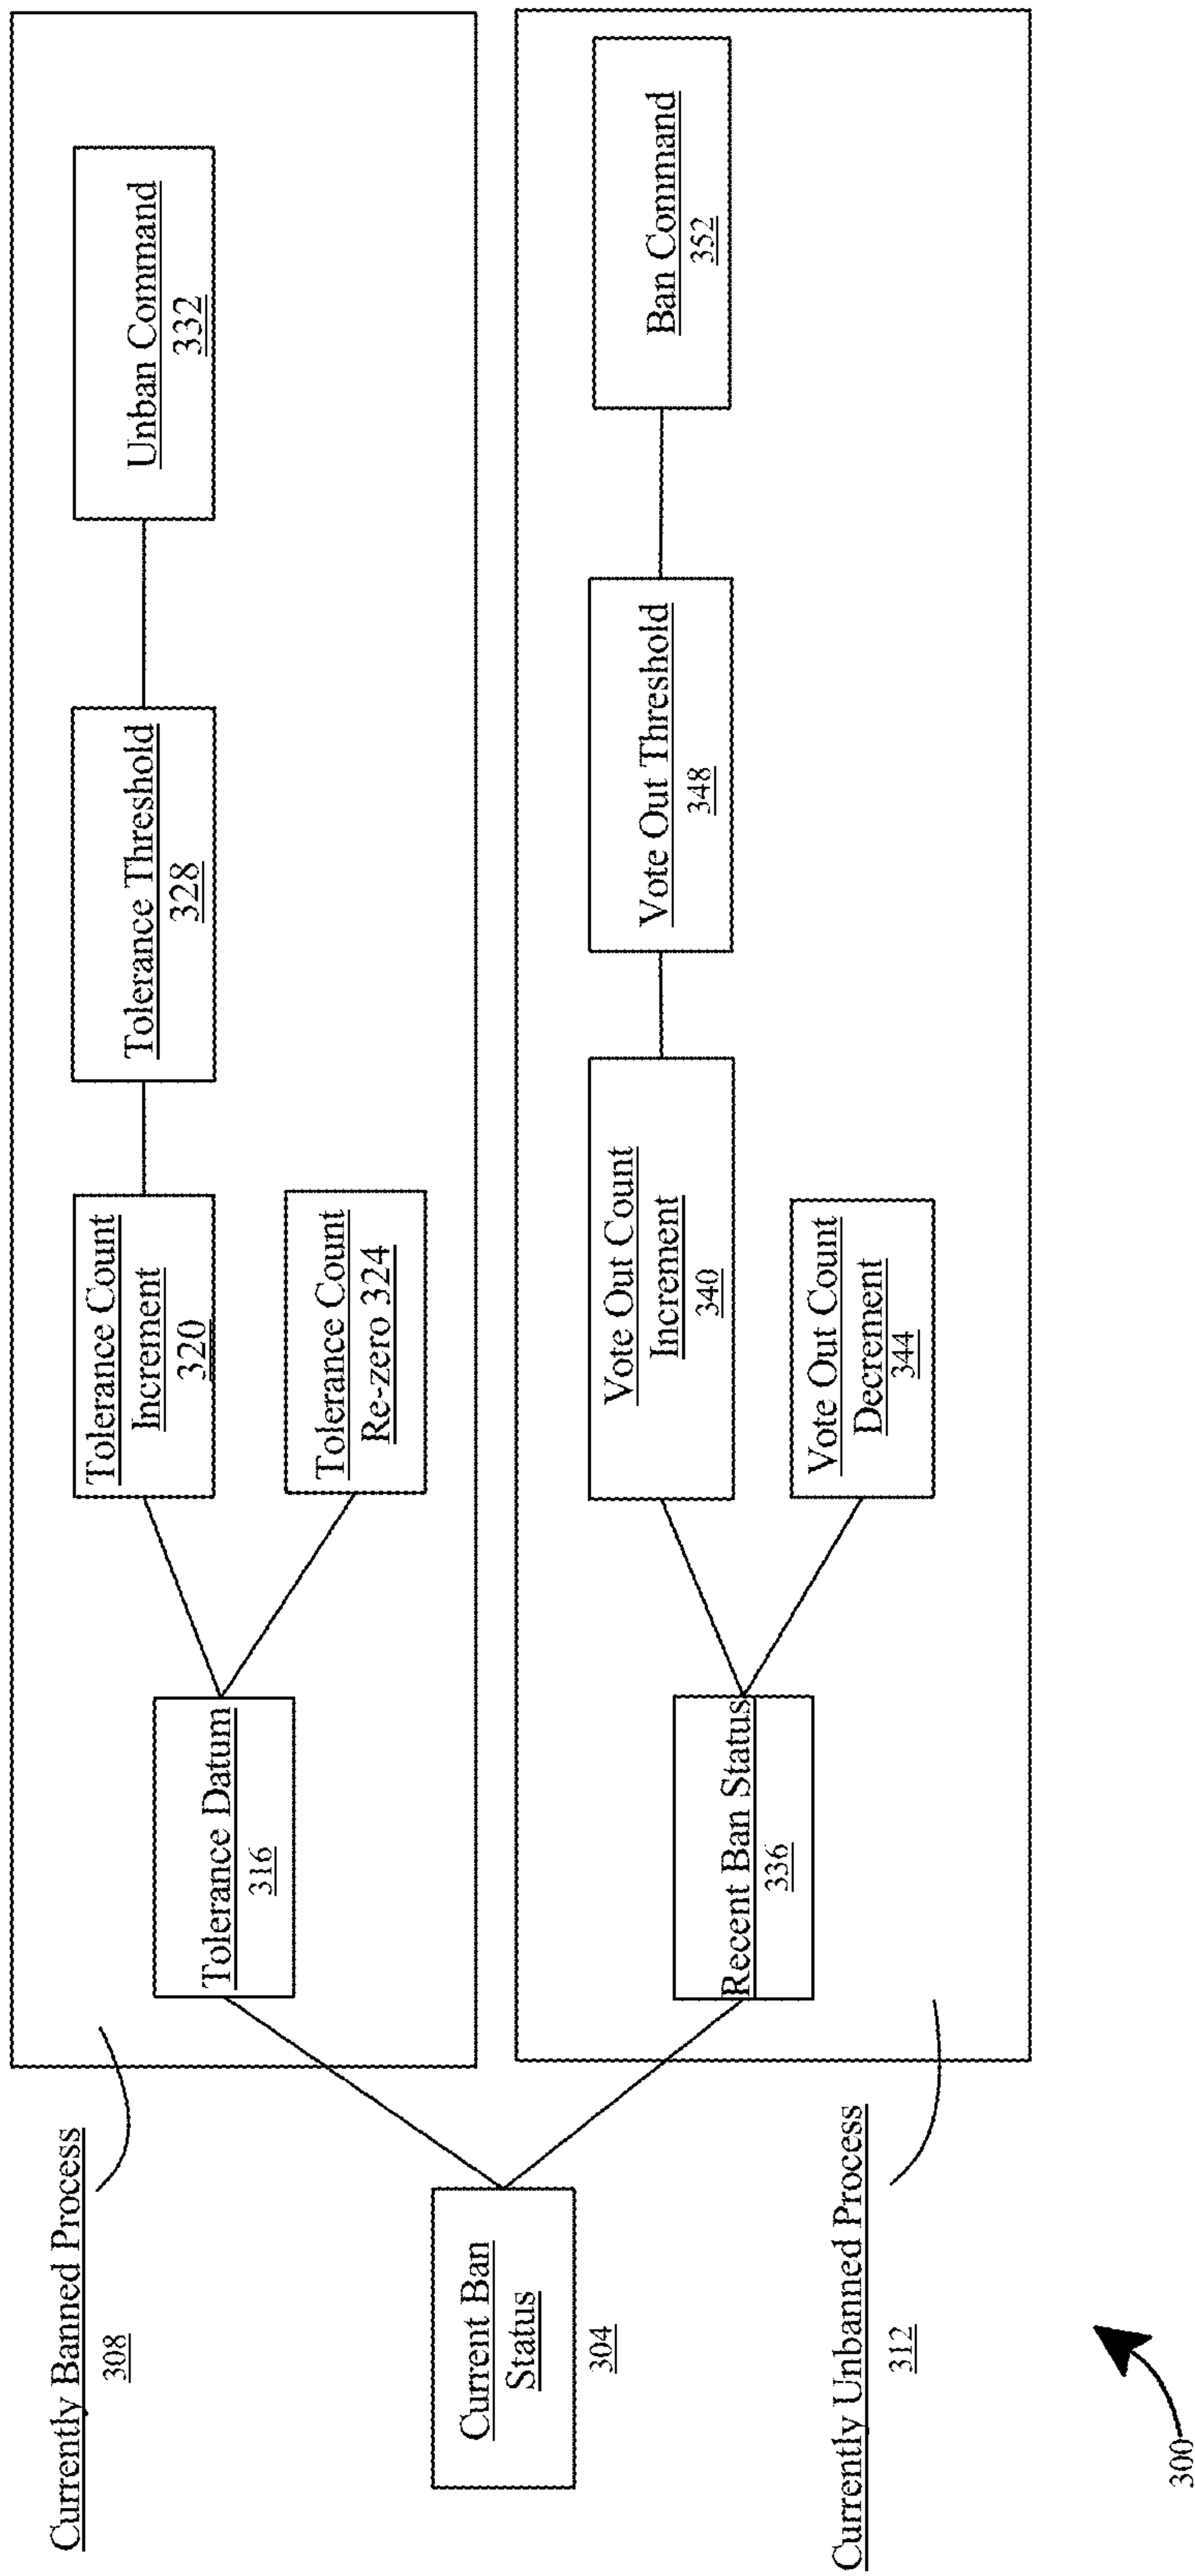 Currently Banned Process
308
Tolerance Datum
316
Tolerance Count
Increment
320
Tolerance Count
Re-zero 324
Tolerance Threshold
328
Unban Command
332
Current Ban
Status
304
Currently Unbanned Process
312
Recent Ban Status
336
Vote Out Count
Increment
340
Vote Out Count
Decrement
344
Vote Out Threshold
348
Ban Command
352
300